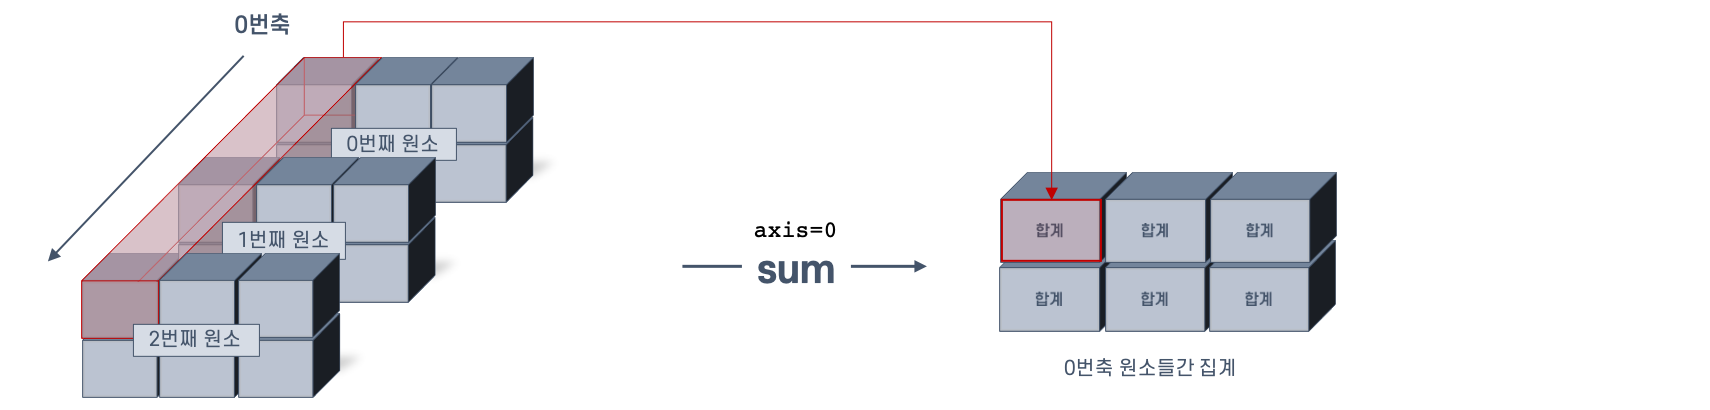 0번축
0번째 원소
1번째 원소
2번째 원소
axis=0
sum
합계 합계 합계
합계 합계 합계
0번축 원소들간 집계